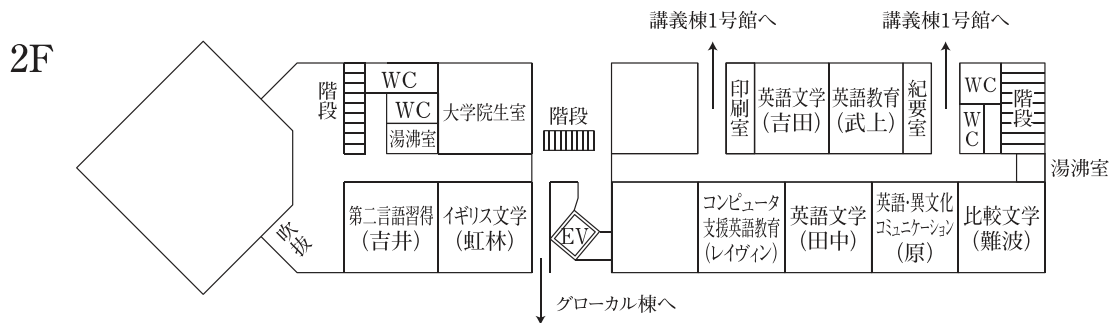 2F
講義棟1号館へ
講義棟1号館へ
階段
WC
WC
湯沸室
大学院生室
階段
印刷室
英語文学
(吉田)
英語教育
(武上)
紀要室
WC
WC
階段
湯沸室
吹抜
第二言語習得
(吉井)
イギリス文学
(虹林)
EV
コンピュータ
支援英語教育
(レイヴィン)
英語文学
(田中)
英語・異文化
コミュニケーション
(原)
比較文学
(難波)
グローカル棟へ